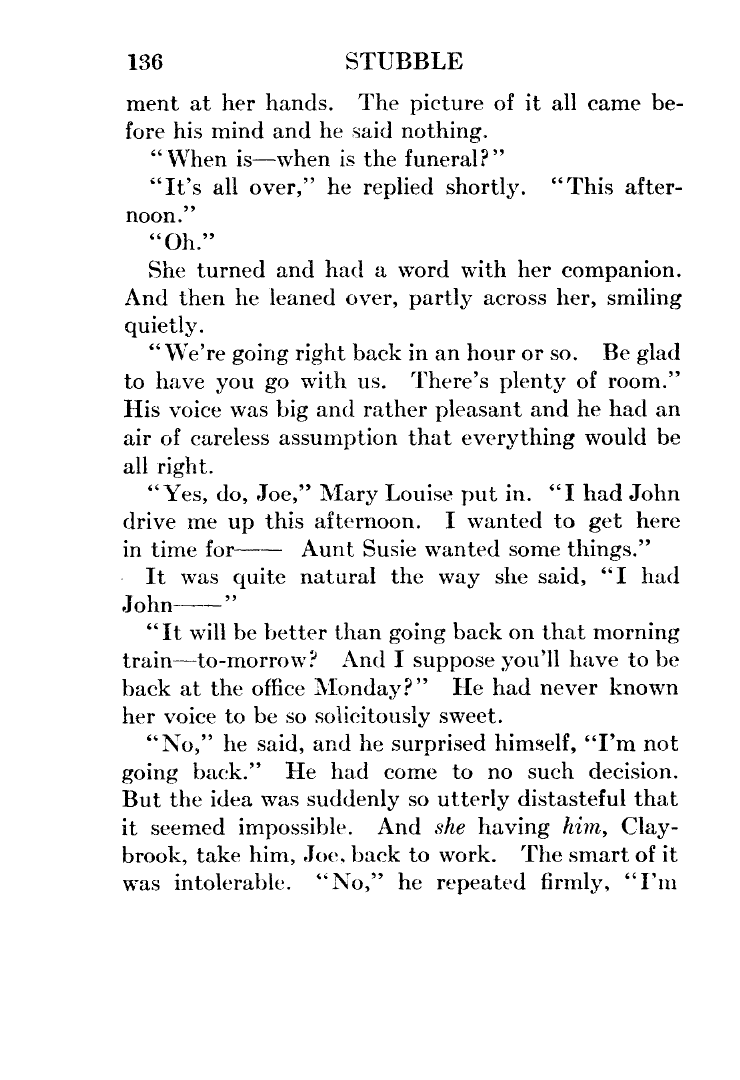 136 STUBBLE
ment at her hands. The picture of it all came be-
fore his mind and he said nothing.
“When is—when is the funeral?”
“It's all over,” he replied shortly. “This after-
noon.”
“Oh.”
She turned and had a word with her companion.
And then he leaned over, partly across her, smiling
quietly.
“We're going right back in an hour or so. Be glad
to have you go with us. There's plenty of room.”
His voice was big and rather pleasant and he had an
air of careless assumption that everything would be
all right.
“Yes, do, Joe,” Mary Louise put in. “I had John
drive me up this afternoon. I wanted to get here
in time for—— Aunt Susie wanted some things.”
It was quite natural the way she said, “I had
John——”
“It will be better than going back on that morning
train—to-morrow? And I suppose you'll have to be
back at the office Monday?” He had never known
her voice to be so solicitously sweet.
“No,” he said, and he surprised himself, “I'm not
going back.” He had come to no such decision.
But the idea was suddenly so utterly distasteful that
it seemed impossible. And she having him, Clay-
brook, take him, Joe, back to work. The smart of it
was intolerable. “No,” he repeated firmly, “I'm